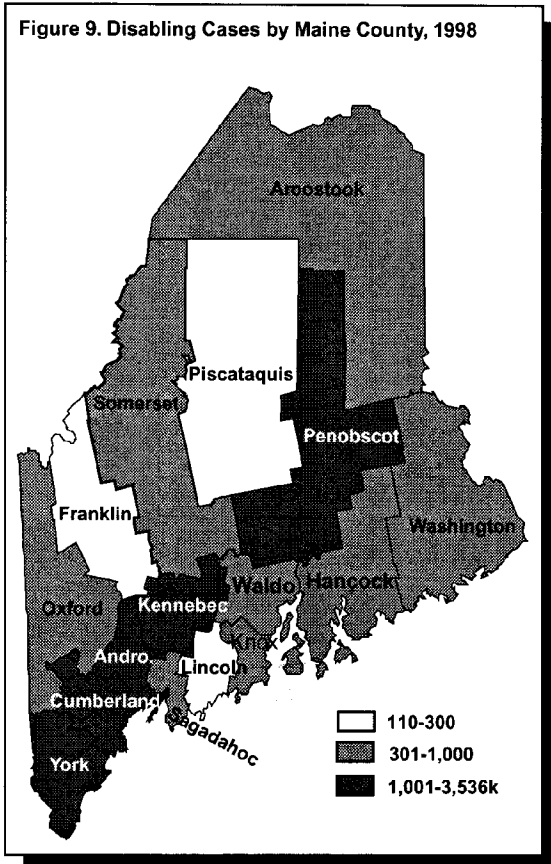 Figure 9. Disabling Cases by Maine County, 1998
Aroostook
Piscataquis
Somerset
Penobscot
Franklin
Washington
Oxford
Kennebec
Waldo
Hancock
Knox
Andro.
Lincoln
Cumberland
Sagadahoc
York
110-300
301-1,000
1,001-3,536k